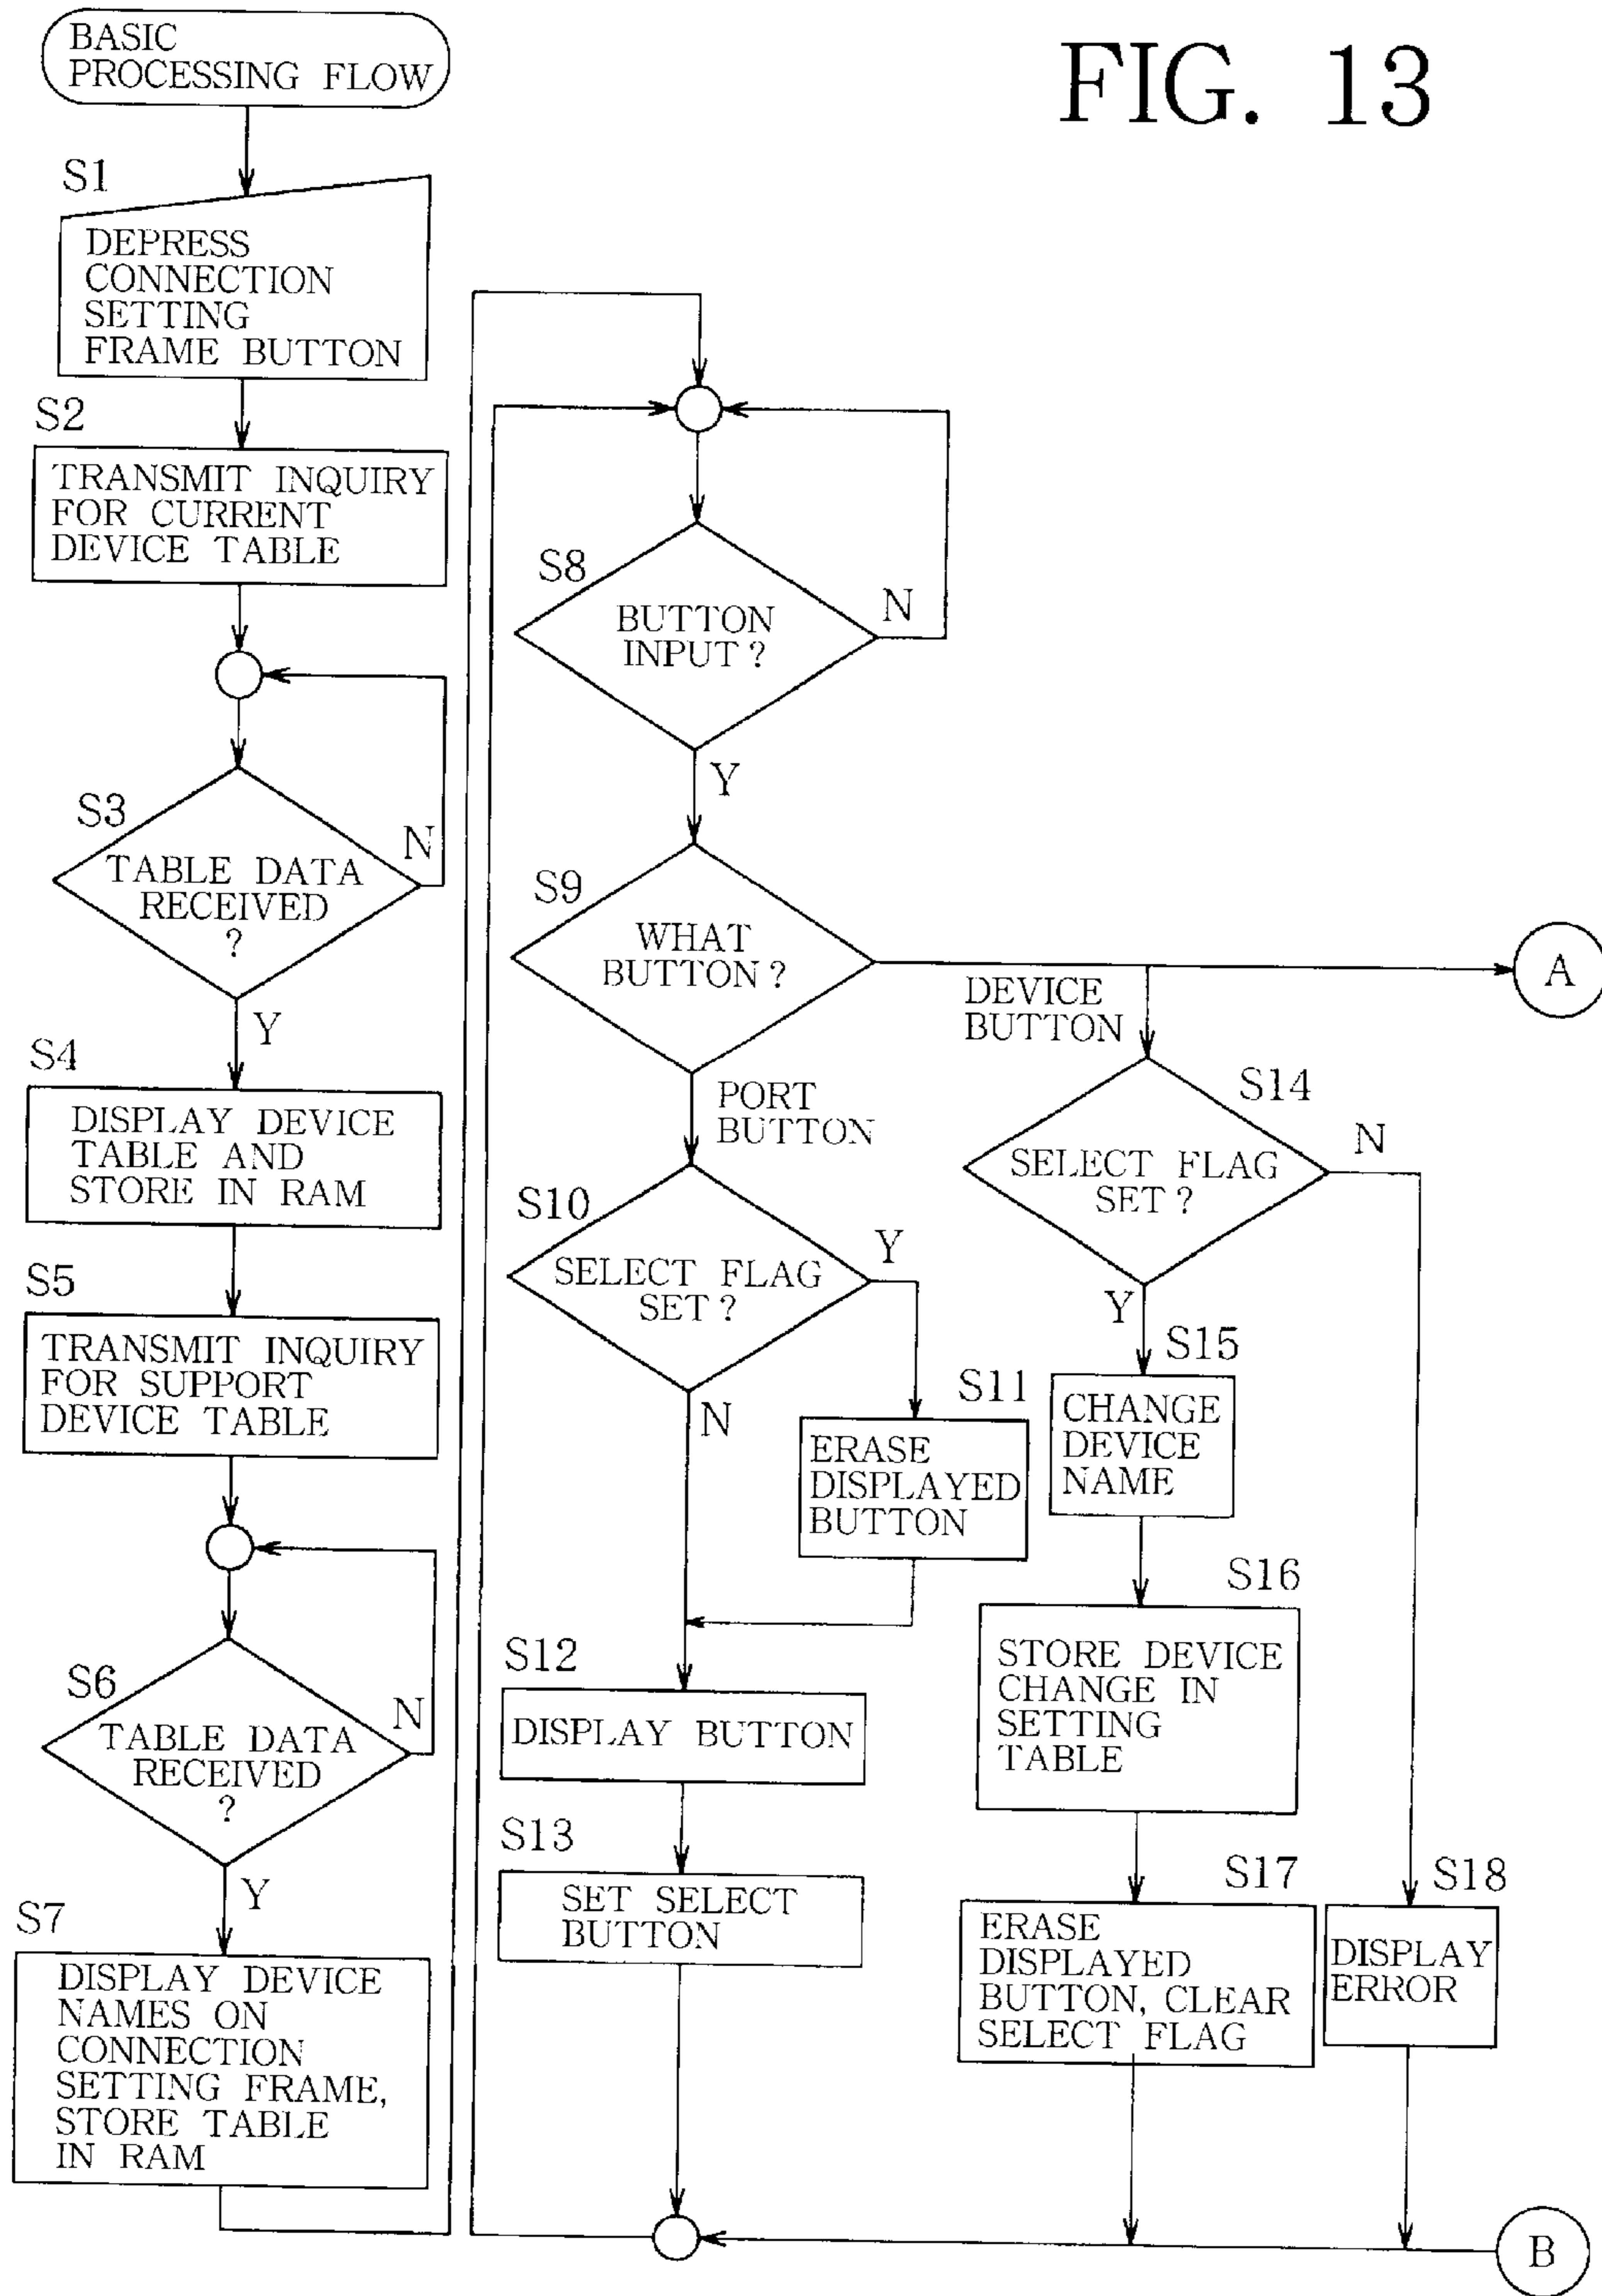 FIG. 13
BASIC
PROCESSING FLOW
S1
DEPRESS
CONNECTION
SETTING
FRAME BUTTON
S2
TRANSMIT INQUIRY
FOR CURRENT
DEVICE TABLE
S3
TABLE DATA
RECEIVED
?
N
Y
S4
DISPLAY DEVICE
TABLE AND
STORE IN RAM
S5
TRANSMIT INQUIRY
FOR SUPPORT
DEVICE TABLE
S6
TABLE DATA
RECEIVED
?
N
Y
S7
DISPLAY DEVICE
NAMES ON
CONNECTION
SETTING FRAME,
STORE TABLE
IN RAM
S8
BUTTON
INPUT?
N
Y
S9
WHAT
BUTTON?
DEVICE
BUTTON
A
PORT
BUTTON
S10
SELECT FLAG
SET?
Y
N
S11
ERASE
DISPLAYED
BUTTON
S12
DISPLAY BUTTON
S13
SET SELECT
BUTTON
S14
SELECT FLAG
SET?
N
Y
S15
CHANGE
DEVICE
NAME
S16
STORE DEVICE
CHANGE IN
SETTING
TABLE
S17
ERASE
DISPLAYED
BUTTON, CLEAR
SELECT FLAG
S18
DISPLAY
ERROR
B